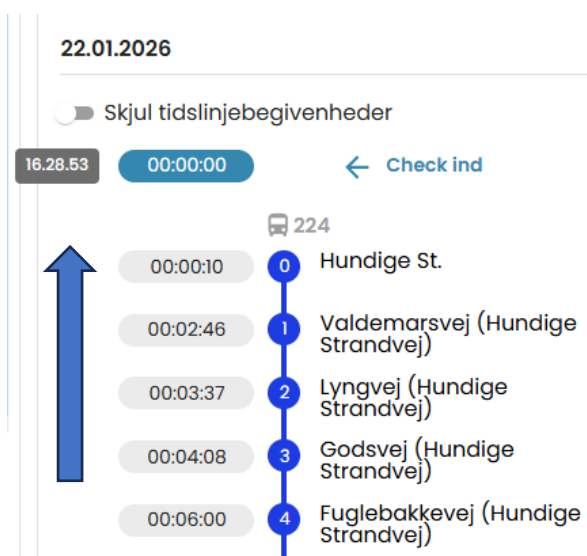 22.01.2026
Skjul tidslinjebegivenheder
16.28.53 00:00:00 Check ind
224
00:00:10 0 Hundige St.
00:02:46 1 Valdemarsvej (Hundige
Strandvej)
00:03:37 2 Lyngvej (Hundige
Strandvej)
00:04:08 3 Godsvej (Hundige
Strandvej)
00:06:00 4 Fuglebakkevej (Hundige
Strandvej)